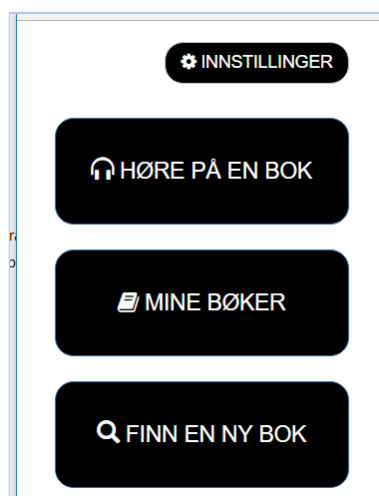 INNSTILLINGER
HØRE PÅ EN BOK
MINE BØKER
FINN EN NY BOK